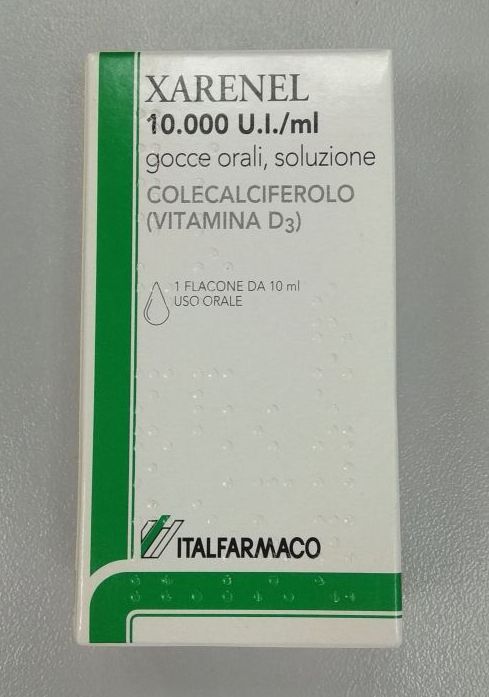 XARENEL
10.000 U.I./ml
gocce orali, soluzione
COLECALCIFEROLO
(VITAMINA D3)
1 FLACONE DA 10 ml
USO ORALE
ITALFARMACO